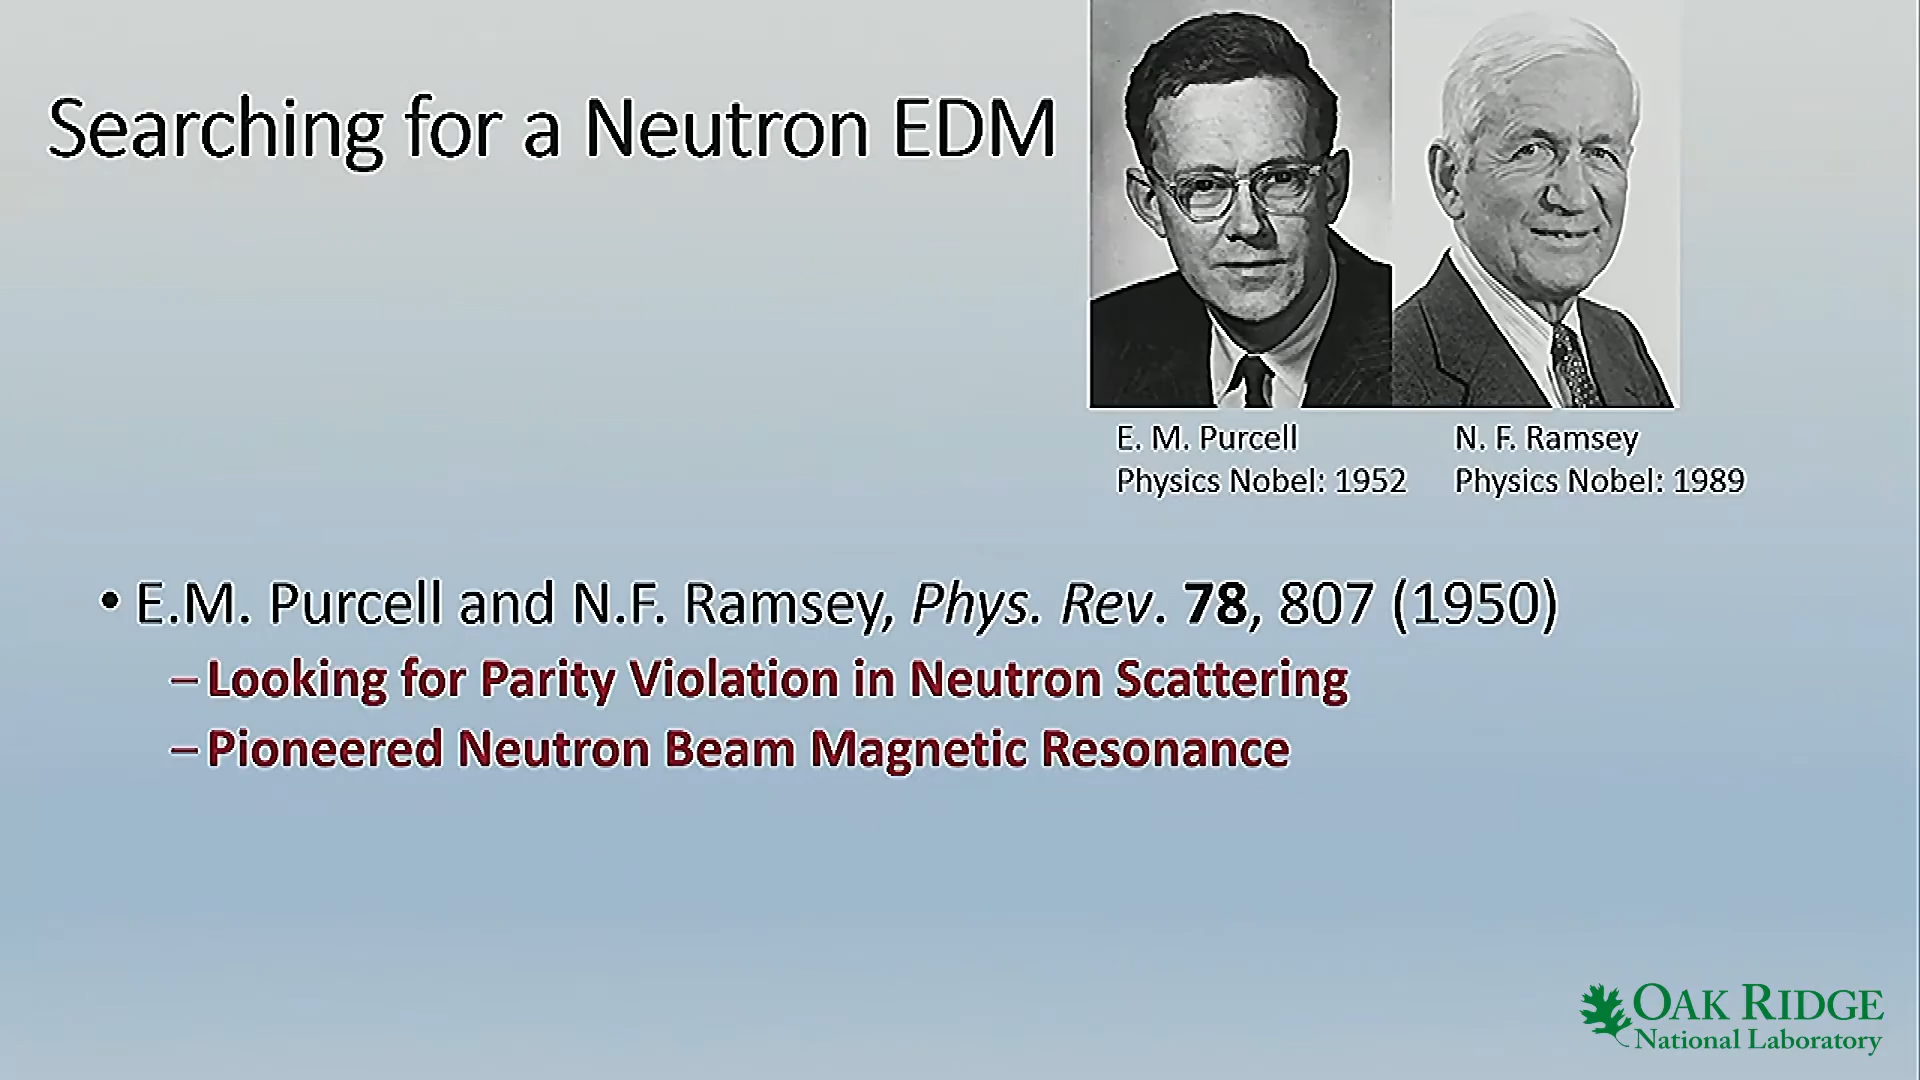 Searching for a Neutron EDM
E. M. Purcell
Physics Nobel: 1952
N. F. Ramsey
Physics Nobel: 1989
• E.M. Purcell and N.F. Ramsey, Phys. Rev. 78, 807 (1950)
– Looking for Parity Violation in Neutron Scattering
– Pioneered Neutron Beam Magnetic Resonance
OAK RIDGE
National Laboratory